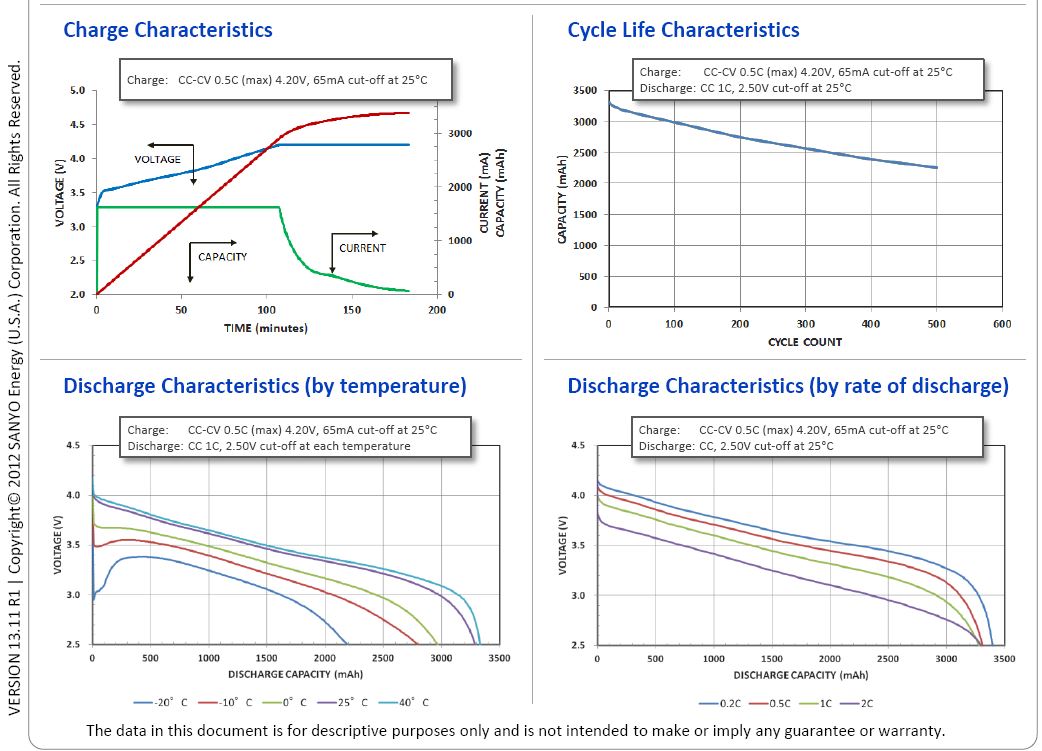 Charge Characteristics
Charge: CC-CV 0.5C (max) 4.20V, 65mA cut-off at 25°C
5.0
4.5
4.0
3.5
3.0
2.5
2.0
VOLTAGE (V)
VOLTAGE
CAPACITY
CURRENT
3000
2000
1000
0
CURRENT (mA)
CAPACITY (mAh)
0 50 100 150 200
TIME (minutes)
Cycle Life Characteristics
Charge: CC-CV 0.5C (max) 4.20V, 65mA cut-off at 25°C
Discharge: CC 1C, 2.50V cut-off at 25°C
3500
3000
2500
2000
1500
1000
500
0
CAPACITY (mAh)
0 100 200 300 400 500 600
CYCLE COUNT
Discharge Characteristics (by temperature)
Charge: CC-CV 0.5C (max) 4.20V, 65mA cut-off at 25°C
Discharge: CC 1C, 2.50V cut-off at each temperature
4.5
4.0
3.5
3.0
2.5
VOLTAGE (V)
0 500 1000 1500 2000 2500 3000 3500
DISCHARGE CAPACITY (mAh)
-20° C -10° C 0° C 25° C 40° C
Discharge Characteristics (by rate of discharge)
Charge: CC-CV 0.5C (max) 4.20V, 65mA cut-off at 25°C
Discharge: CC, 2.50V cut-off at 25°C
4.5
4.0
3.5
3.0
2.5
VOLTAGE (V)
0 500 1000 1500 2000 2500 3000 3500
DISCHARGE CAPACITY (mAh)
0.2C 0.5C 1C 2C
The data in this document is for descriptive purposes only and is not intended to make or imply any guarantee or warranty.
VERSION 13.11 R1 | Copyright© 2012 SANYO Energy (U.S.A.) Corporation. All Rights Reserved.